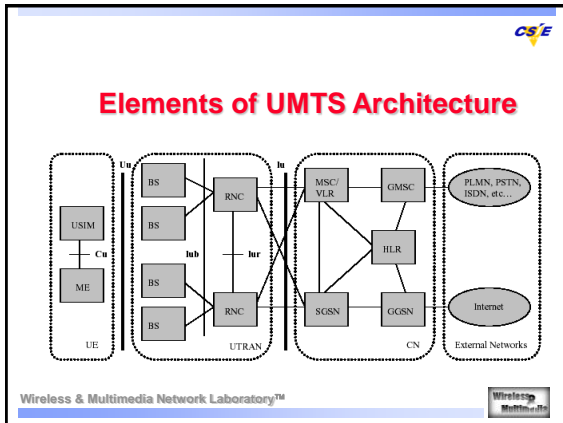 CSIE
Elements of UMTS Architecture
Uu
Iu
BS
BS
BS
BS
RNC
RNC
Iub
Iur
USIM
Cu
ME
UE
UTRAN
MSC/
VLR
GMSC
HLR
SGSN
GGSN
CN
PLMN, PSTN,
ISDN, etc…
Internet
External Networks
Wireless & Multimedia Network Laboratory™
Wireless
Multimedia